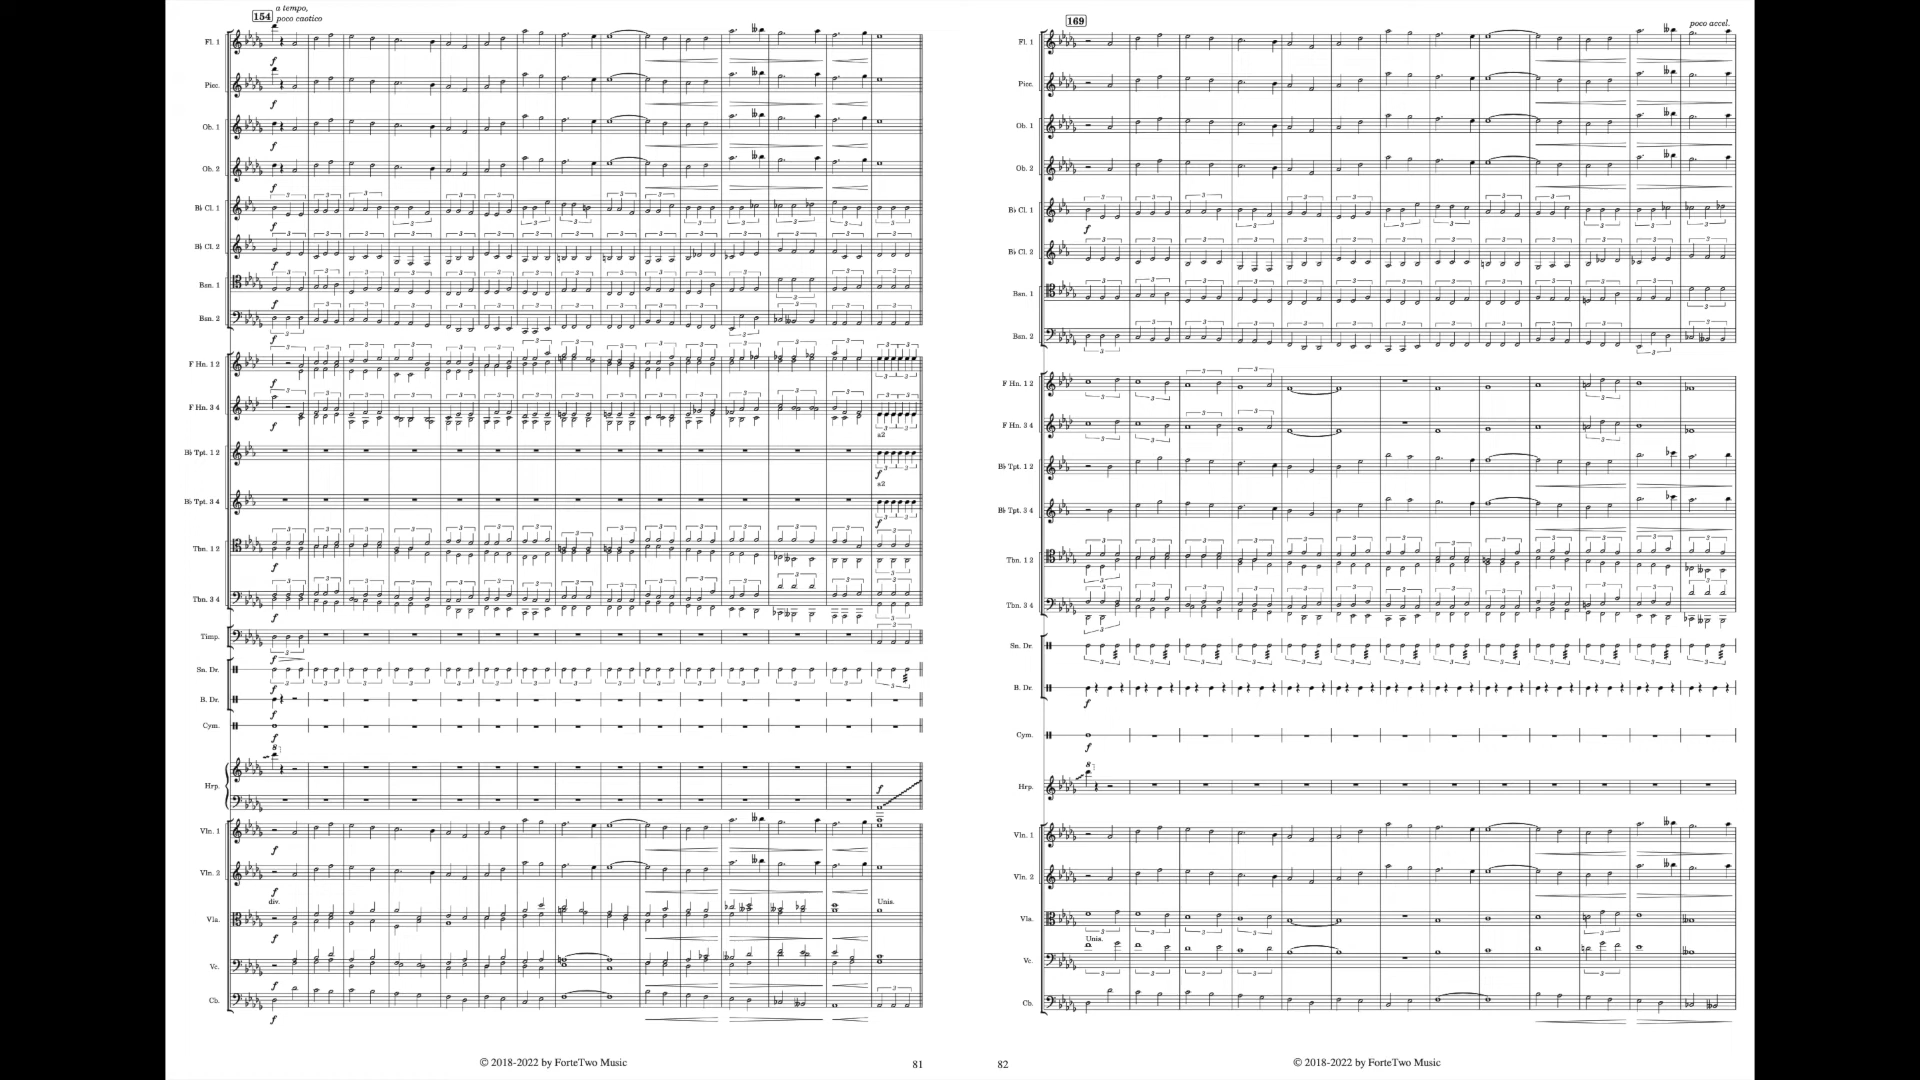 154
a tempo,
poco caotico
Fl. 1
Picc.
Ob. 1
Ob. 2
B♭ Cl. 1
B♭ Cl. 2
Bsn. 1
Bsn. 2
F Hn. 1 2
F Hn. 3 4
a2
B♭ Tpt. 1 2
a2
B♭ Tpt. 3 4
Tbn. 1 2
Tbn. 3 4
Timp.
Sn. Dr.
B. Dr.
Cym.
Hrp.
Vln. 1
Vln. 2
div.
Unis.
Vla.
Vc.
Cb.
© 2018-2022 by ForteTwo Music
81
169
poco accel.
Fl. 1
Picc.
Ob. 1
Ob. 2
B♭ Cl. 1
B♭ Cl. 2
Bsn. 1
Bsn. 2
F Hn. 1 2
F Hn. 3 4
B♭ Tpt. 1 2
B♭ Tpt. 3 4
Tbn. 1 2
Tbn. 3 4
Sn. Dr.
B. Dr.
Cym.
Hrp.
Vln. 1
Vln. 2
Vla.
Unis.
Vc.
Cb.
82
© 2018-2022 by ForteTwo Music